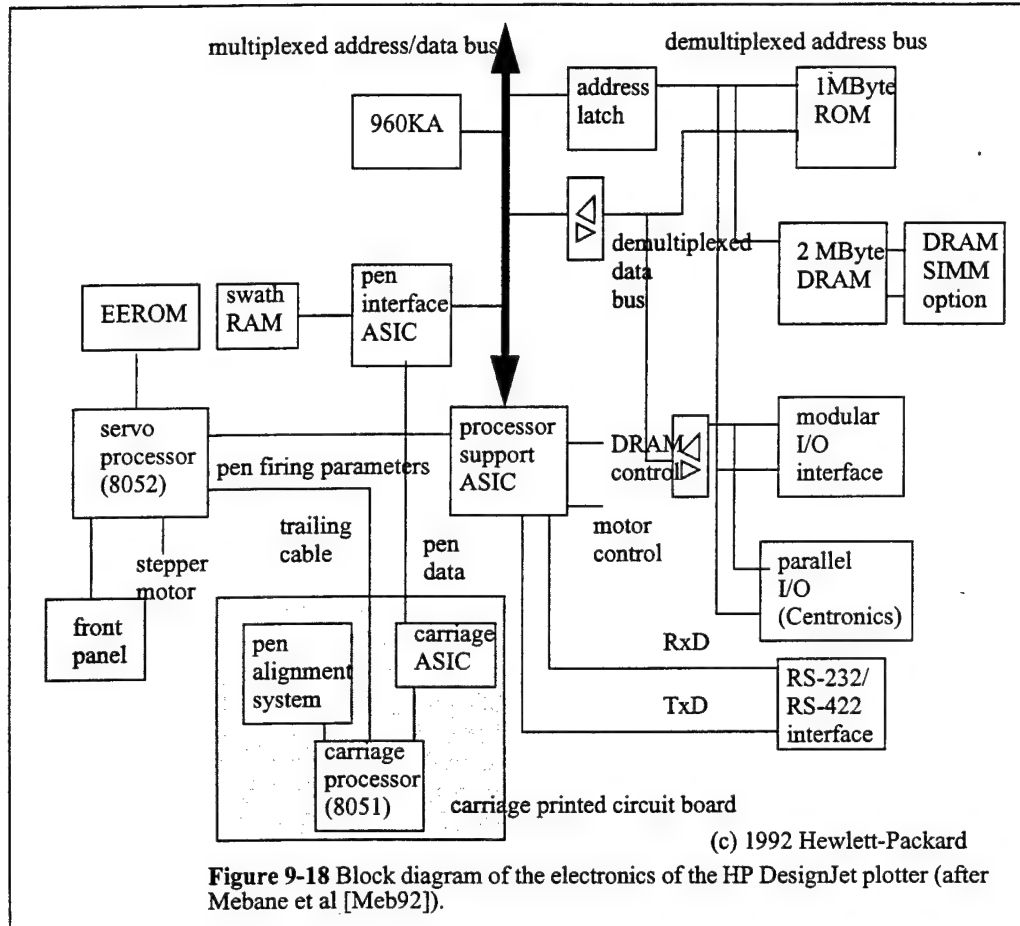 multiplexed address/data bus
demultiplexed address bus
960KA
address
latch
1MByte
ROM
demultiplexed
data
bus
2 MByte
DRAM
DRAM
SIMM
option
EEROM
swath
RAM
pen
interface
ASIC
servo
processor
(8052)
pen firing parameters
processor
support
ASIC
DRAM
control
modular
I/O
interface
stepper
motor
trailing
cable
pen
data
motor
control
parallel
I/O
(Centronics)
front
panel
pen
alignment
system
carriage
ASIC
RxD
TxD
RS-232/
RS-422
interface
carriage
processor
(8051)
carriage printed circuit board
(c) 1992 Hewlett-Packard
Figure 9-18 Block diagram of the electronics of the HP DesignJet plotter (after
Mebane et al [Meb92]).